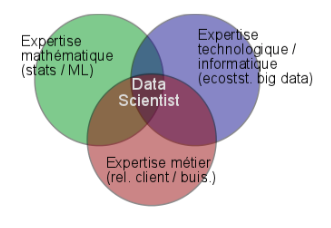 Expertise
mathématique
(stats / ML)
Expertise
technologique /
informatique
(ecostst. big data)
Data
Scientist
Expertise métier
(rel. client / buis.)